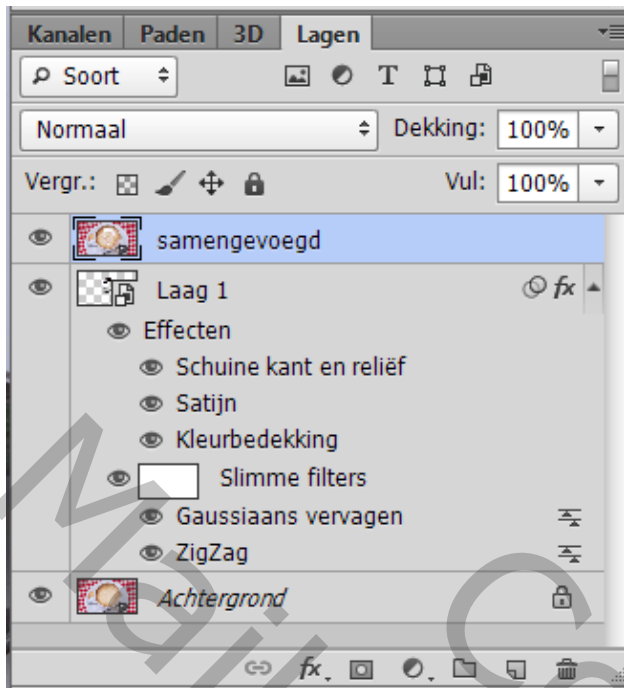 Kanalen Paden 3D Lagen
Soort T
Normaal Dekking: 100%
Vergr.: Vul: 100%
samengevoegd
Laag 1 fx
Effecten
Schuine kant en reliëf
Satijn
Kleurbedekking
Slimme filters
Gaussiaans vervagen
ZigZag
Achtergrond
fx